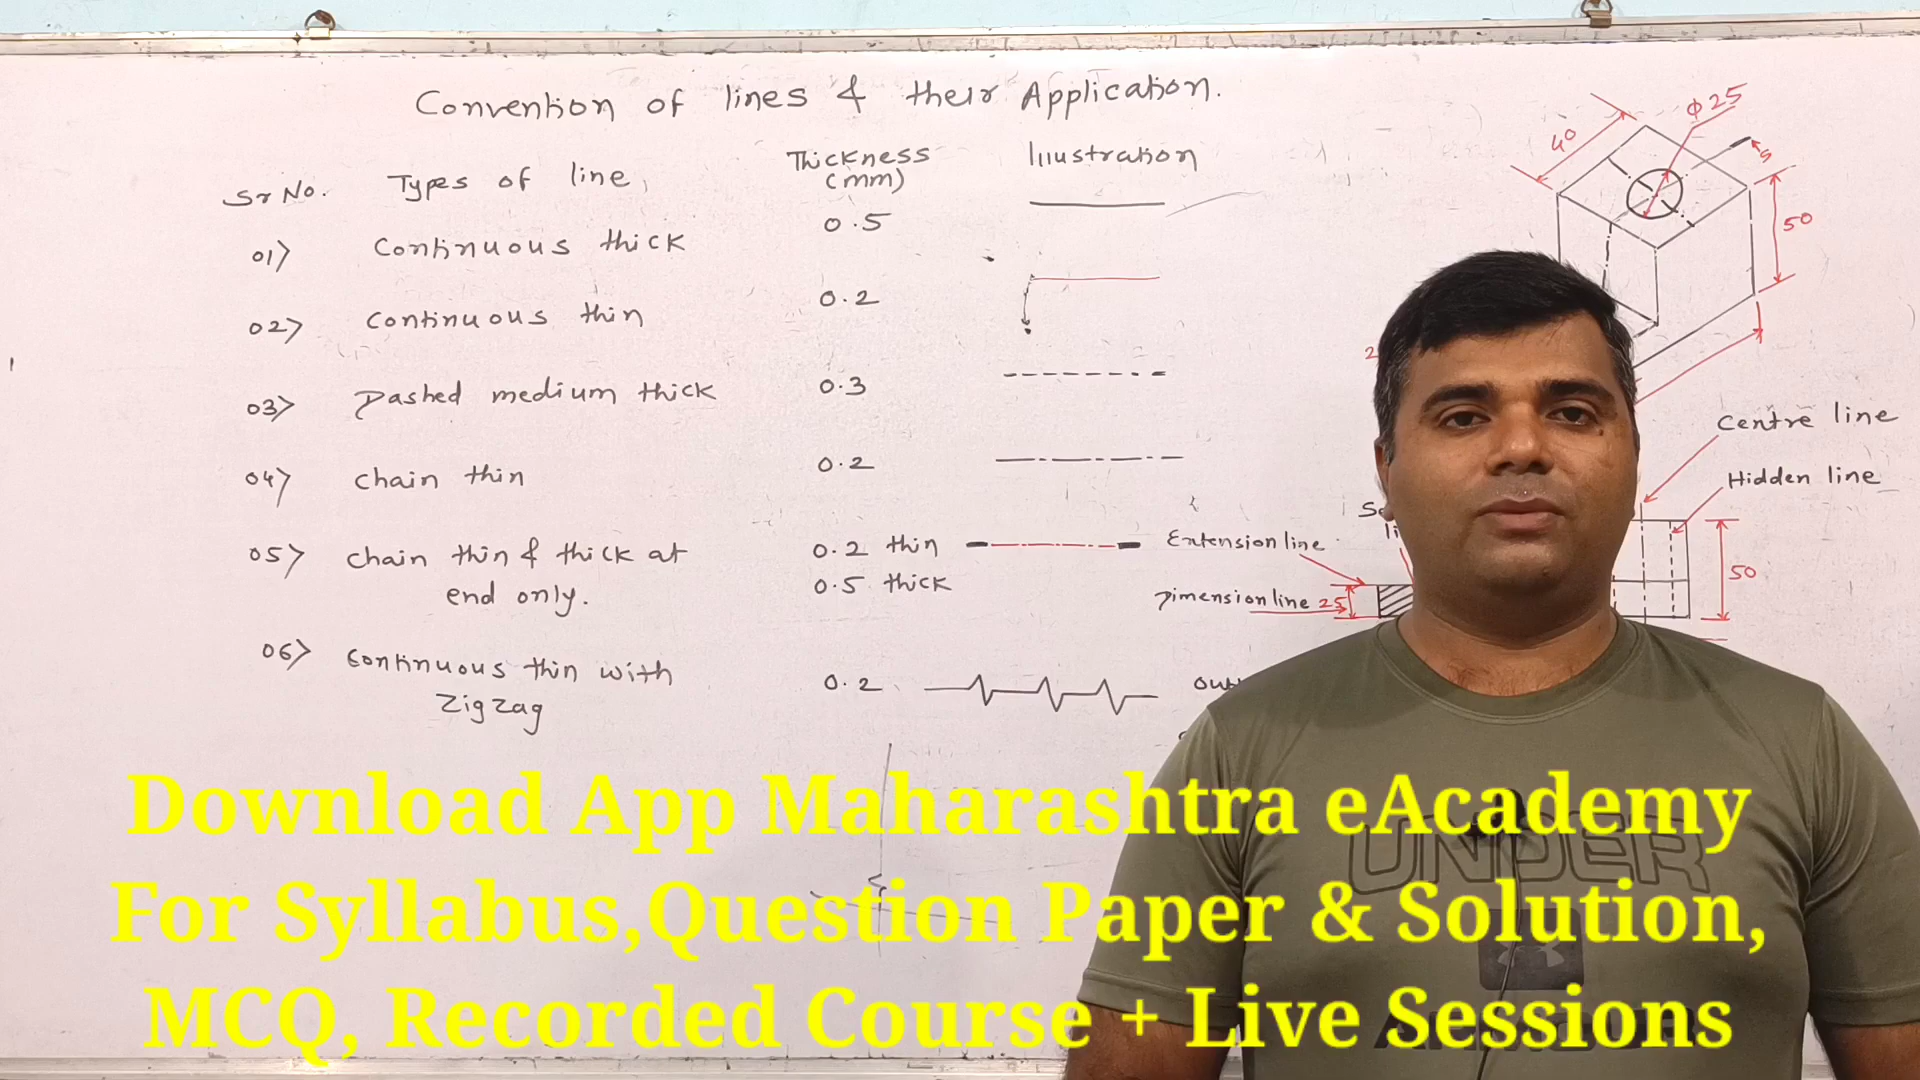 Convention of lines & their Application.
Sr No. Types of line, Thickness (mm) Illustration
01) Continuous thick 0.5
02) Continuous thin 0.2
03) Dashed medium thick 0.3
04) Chain thin 0.2
05) Chain thin & thick at end only. 0.2 thin 0.5 thick
06) Continuous thin with Zigzag 0.2
40
Φ25
50
Centre line
Hidden line
Extension line
Dimension line 25
50
Download App Maharashtra eAcademy
For Syllabus,Question Paper & Solution,
MCQ, Recorded Course + Live Sessions
UNDER